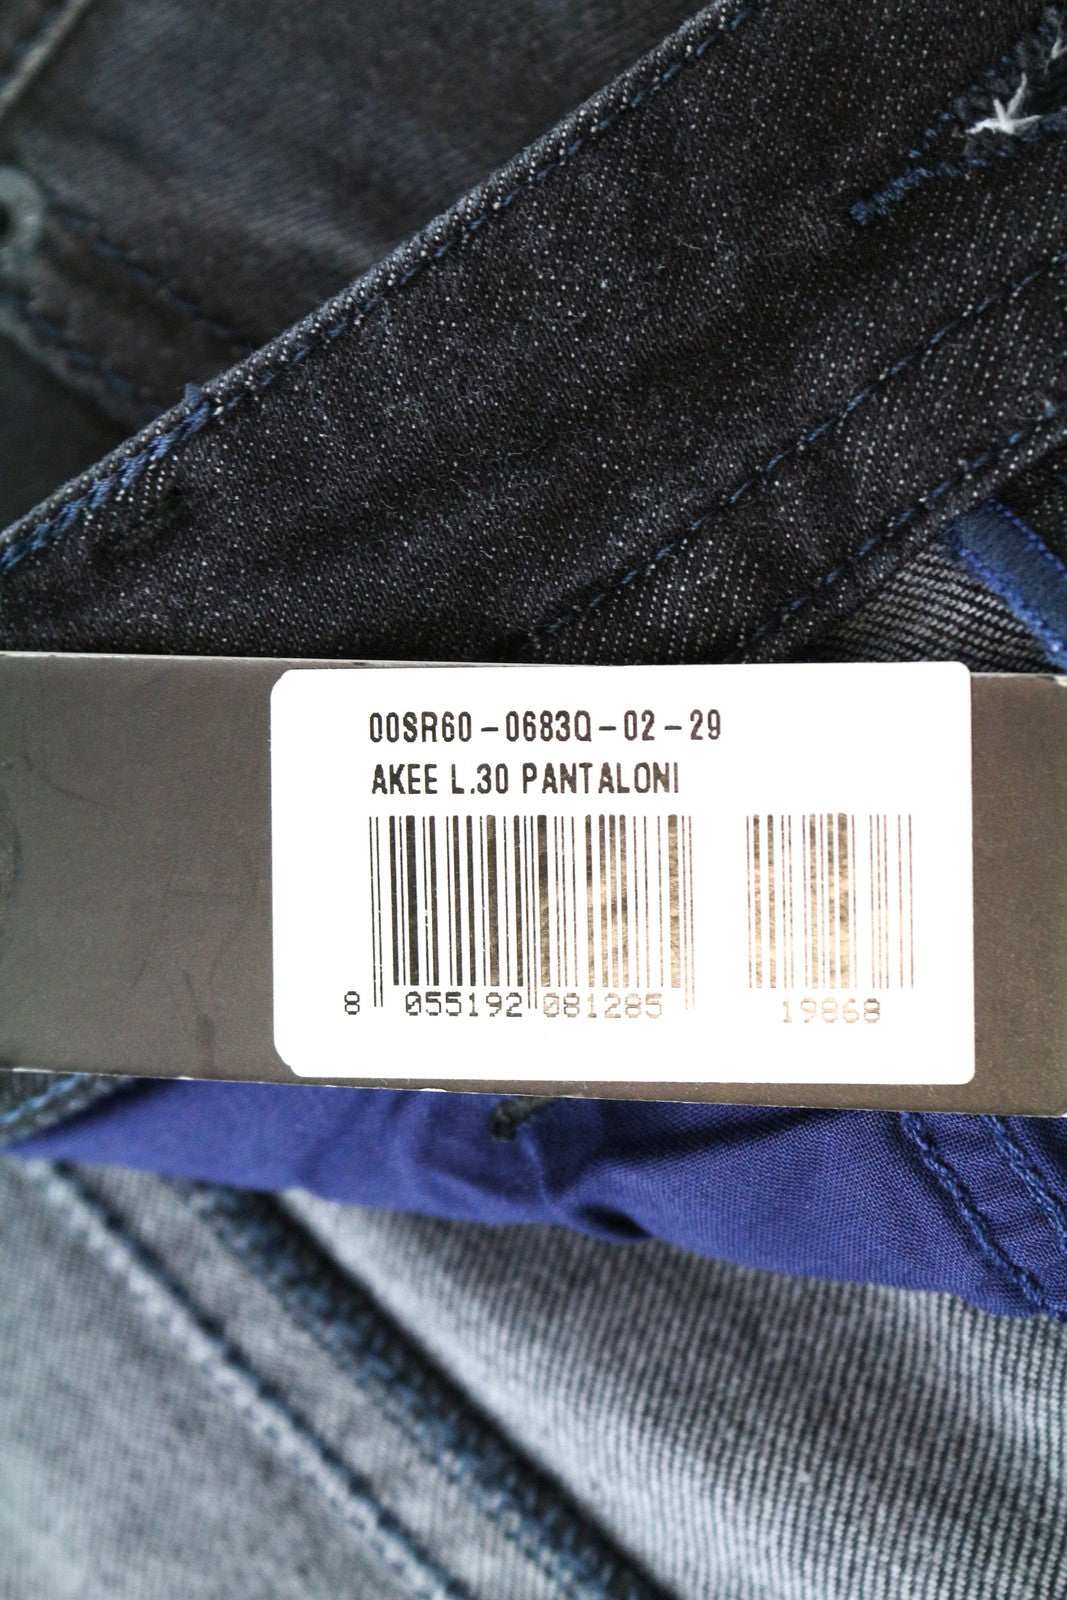 00SR60-0683Q-02-29
AKEE L.30 PANTALONI
8 055192 081285 19868